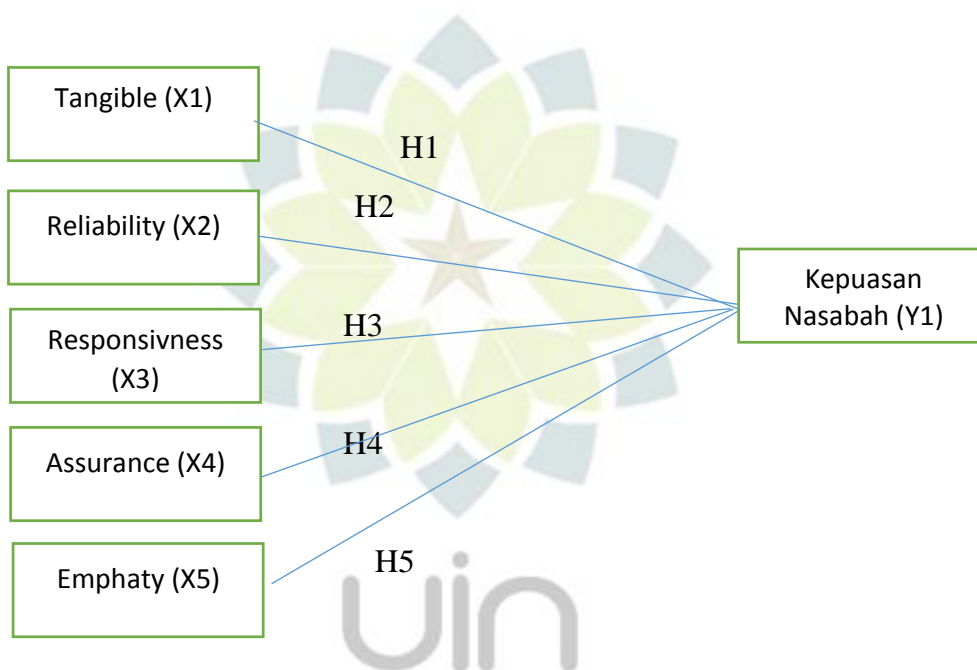 Tangible (X1)
H1
Reliability (X2)
H2
Kepuasan
Nasabah (Y1)
Responsivness
(X3)
H3
Assurance (X4)
H4
Emphaty (X5)
H5
uin